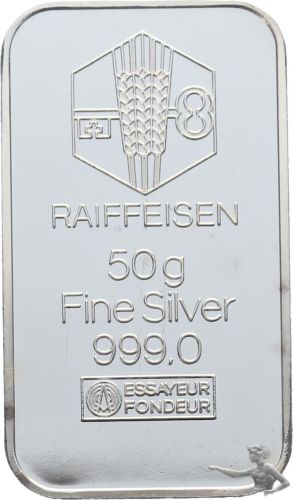 RAIFFEISEN
50g
Fine Silver
999.0
ESSAYEUR
FONDEUR